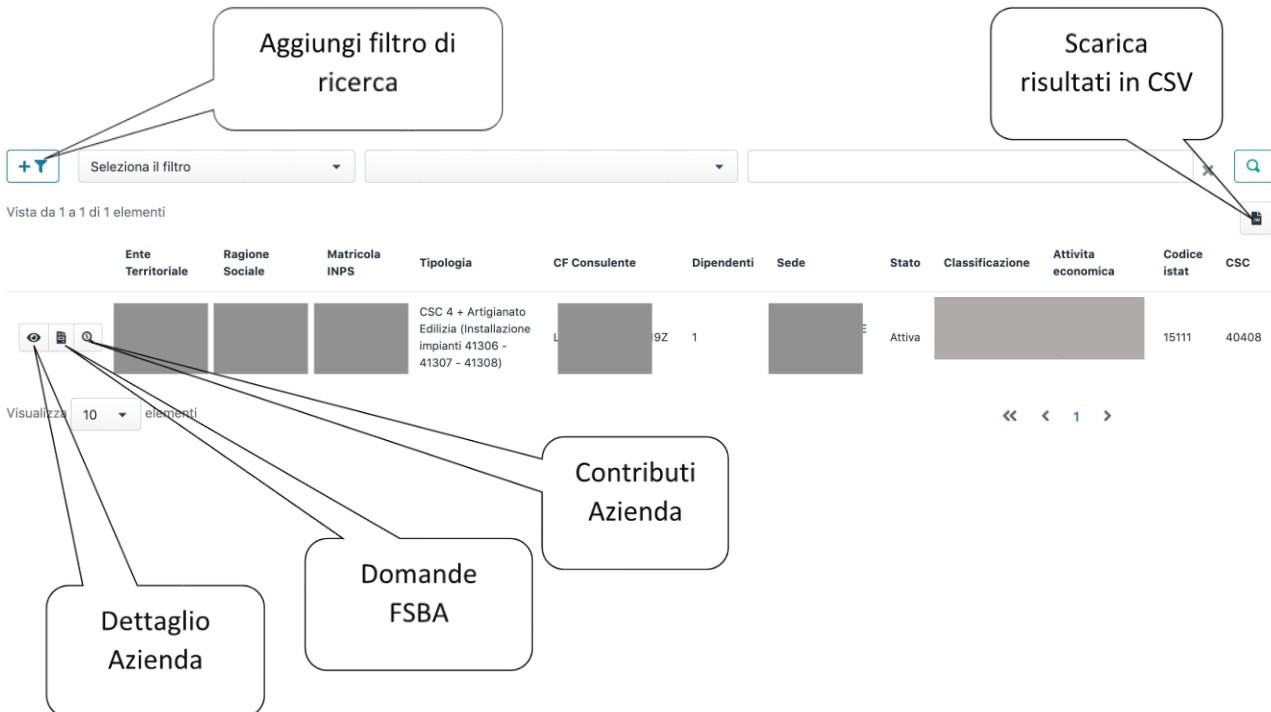 Aggiungi filtro di
ricerca
Scarica
risultati in CSV
Seleziona il filtro
Vista da 1 a 1 di 1 elementi
Ente Territoriale
Ragione Sociale
Matricola INPS
Tipologia
CF Consulente
Dipendenti
Sede
Stato
Classificazione
Attivita economica
Codice istat
CSC
CSC 4 + Artigianato
Edilizia (Installazione
impianti 41306 -
41307 - 41308)
L 9Z
1
E
Attiva
15111
40408
Visualizza 10 elementi
1
Contributi
Azienda
Domande
FSBA
Dettaglio
Azienda